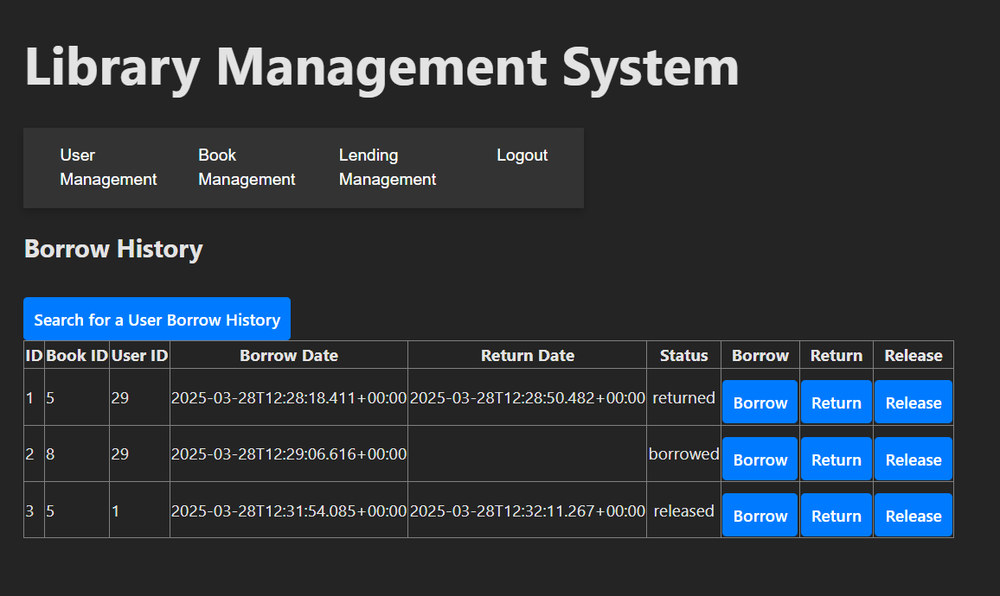 Library Management System
User Management
Book Management
Lending Management
Logout
Borrow History
Search for a User Borrow History
ID Book ID User ID Borrow Date Return Date Status Borrow Return Release
1 5 29 2025-03-28T12:28:18.411+00:00 2025-03-28T12:28:50.482+00:00 returned Borrow Return Release
2 8 29 2025-03-28T12:29:06.616+00:00 borrowed Borrow Return Release
3 5 1 2025-03-28T12:31:54.085+00:00 2025-03-28T12:32:11.267+00:00 released Borrow Return Release